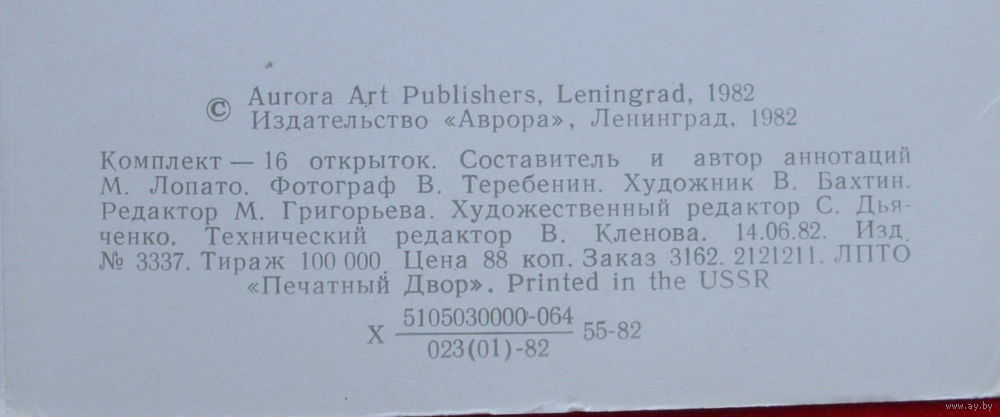 © Aurora Art Publishers, Leningrad, 1982
Издательство «Аврора», Ленинград, 1982
Комплект — 16 открыток. Составитель и автор аннотаций
М. Лопато. Фотограф В. Теребенин. Художник В. Бахтин.
Редактор М. Григорьева. Художественный редактор С. Дья-
ченко. Технический редактор В. Кленова. 14.06.82. Изд.
№ 3337. Тираж 100 000. Цена 88 коп. Заказ 3162. 2121211. ЛПТО
«Печатный Двор». Printed in the USSR
X 5105030000-064 55-82
023(01)-82
www.ay.by